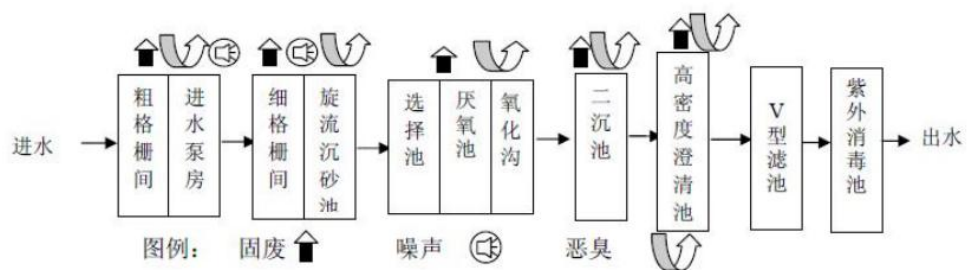 进水
粗格栅间
进水泵房
细格栅间
旋流沉砂池
选择池
厌氧池
氧化沟
二沉池
高密度澄清池
V型滤池
紫外消毒池
出水
图例： 固废 噪声 恶臭